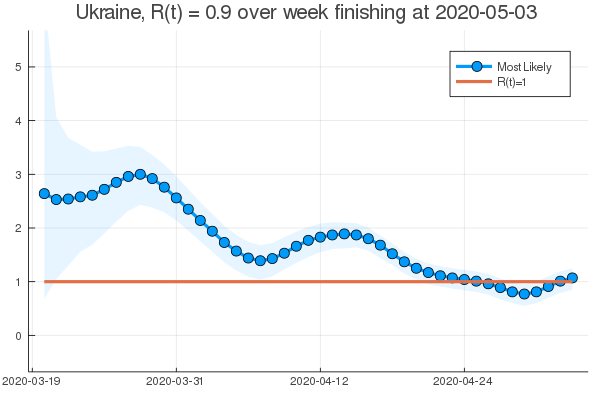 Ukraine, R(t) = 0.9 over week finishing at 2020-05-03
Most Likely
R(t)=1
5
4
3
2
1
0
2020-03-19 2020-03-31 2020-04-12 2020-04-24